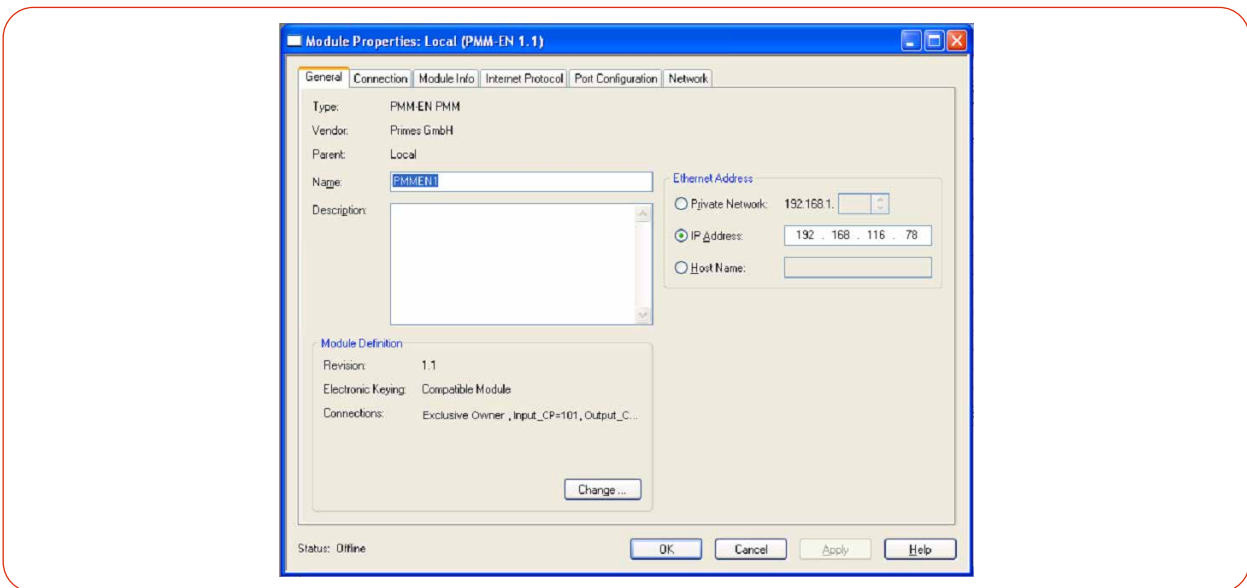 Module Properties: Local (PMM-EN 1.1)
General Connection Module Info Internet Protocol Port Configuration Network
Type: PMM-EN PMM
Vendor: Primes GmbH
Parent: Local
Name: PMMEN1
Description:
Ethernet Address
Private Network: 192.168.1.
IP Address: 192 . 168 . 116 . 78
Host Name:
Module Definition
Revision: 1.1
Electronic Keying: Compatible Module
Connections: Exclusive Owner , Input_CP=101, Output_C...
Change ...
Status: Offline
OK Cancel Apply Help